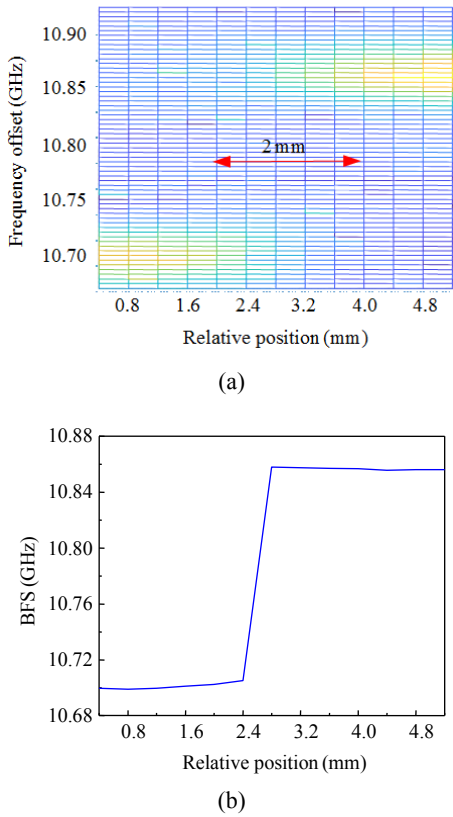 10.90
10.85
10.80
10.75
10.70
Frequency offset (GHz)
2 mm
0.8 1.6 2.4 3.2 4.0 4.8
Relative position (mm)
(a)
10.88
10.84
10.80
10.76
10.72
10.68
BFS (GHz)
0.8 1.6 2.4 3.2 4.0 4.8
Relative position (mm)
(b)